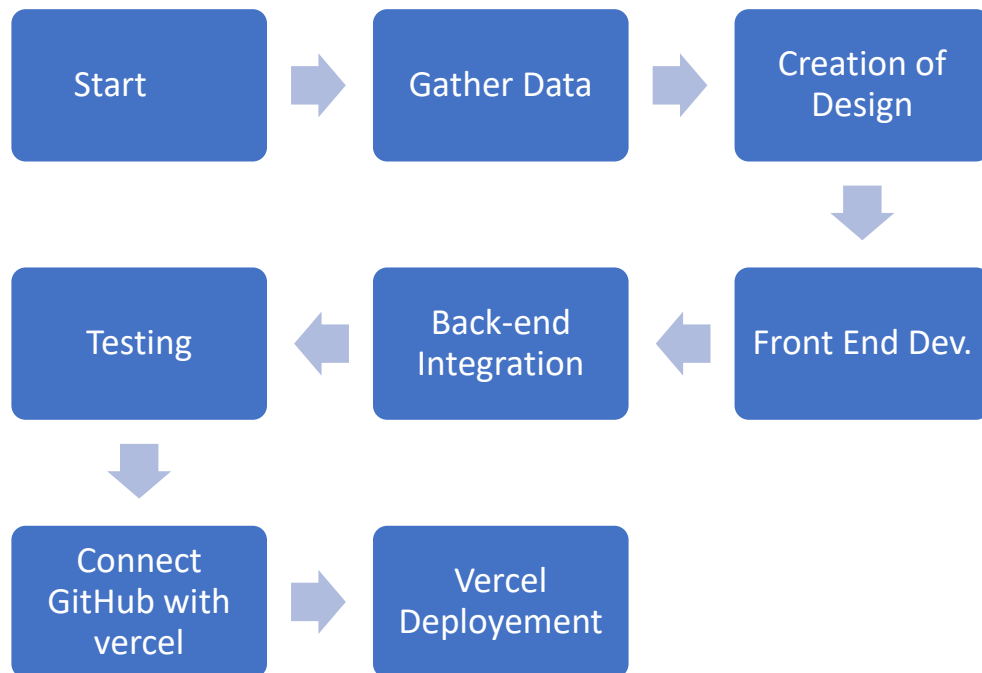 Start
Gather Data
Creation of
Design
Front End Dev.
Back-end
Integration
Testing
Connect
GitHub with
vercel
Vercel
Deployement